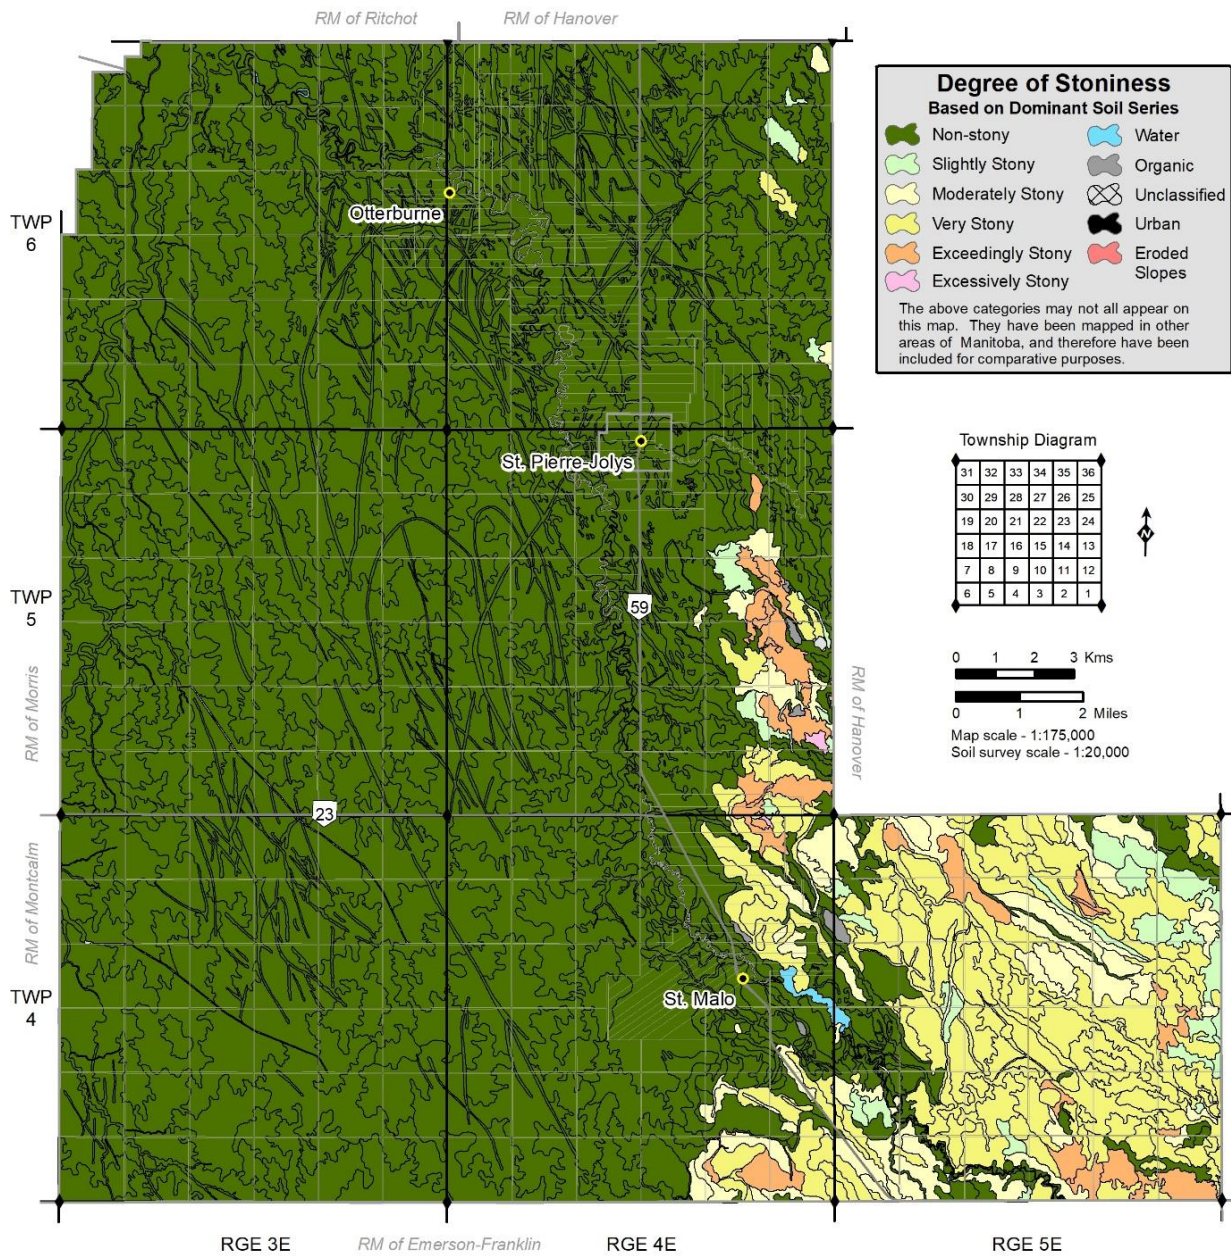 RM of Ritchot
RM of Hanover
Degree of Stoniness
Based on Dominant Soil Series
Non-stony
Water
Slightly Stony
Organic
Moderately Stony
Unclassified
Very Stony
Urban
Exceedingly Stony
Eroded
Slopes
Excessively Stony
The above categories may not all appear on
this map. They have been mapped in other
areas of Manitoba, and therefore have been
included for comparative purposes.
TWP
6
Otterburne
St. Pierre-Jolys
Township Diagram
31 32 33 34 35 36
30 29 28 27 26 25
19 20 21 22 23 24
18 17 16 15 14 13
7 8 9 10 11 12
6 5 4 3 2 1
N
TWP
5
59
0 1 2 3 Kms
0 1 2 Miles
Map scale - 1:175,000
Soil survey scale - 1:20,000
RM of Morris
RM of Hanover
23
RM of Montcalm
TWP
4
St. Malo
RGE 3E
RM of Emerson-Franklin
RGE 4E
RGE 5E